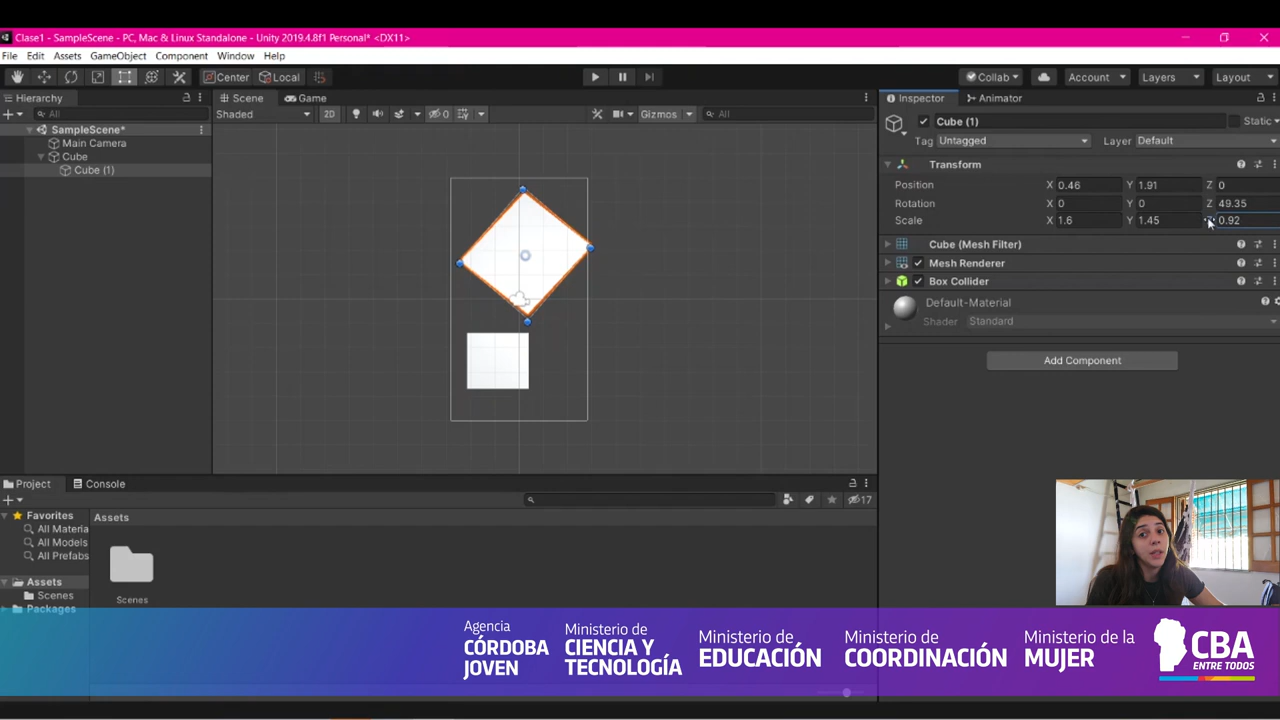 Clase1 - SampleScene - PC, Mac & Linux Standalone - Unity 2019.4.8f1 Personal* <DX11>
File Edit Assets GameObject Component Window Help
Center Local Collab Account Layers Layout
Hierarchy
All
SampleScene*
Main Camera
Cube
Cube (1)
Scene Game
Shaded 2D 0 Gizmos All
Inspector Animator
Cube (1) Static
Tag Untagged Layer Default
Transform
Position X 0.46 Y 1.91 Z 0
Rotation X 0 Y 0 Z 49.35
Scale X 1.6 Y 1.45 Z 0.92
Cube (Mesh Filter)
Mesh Renderer
Box Collider
Default-Material
Shader Standard
Add Component
Project Console
17
Favorites
All Materia
All Models
All Prefabs
Assets
Scenes
Packages
Assets
Scenes
Agencia
CÓRDOBA
JOVEN
Ministerio de
CIENCIA Y
TECNOLOGÍA
Ministerio de
EDUCACIÓN
Ministerio de
COORDINACIÓN
Ministerio de la
MUJER
CBA
ENTRE TODOS